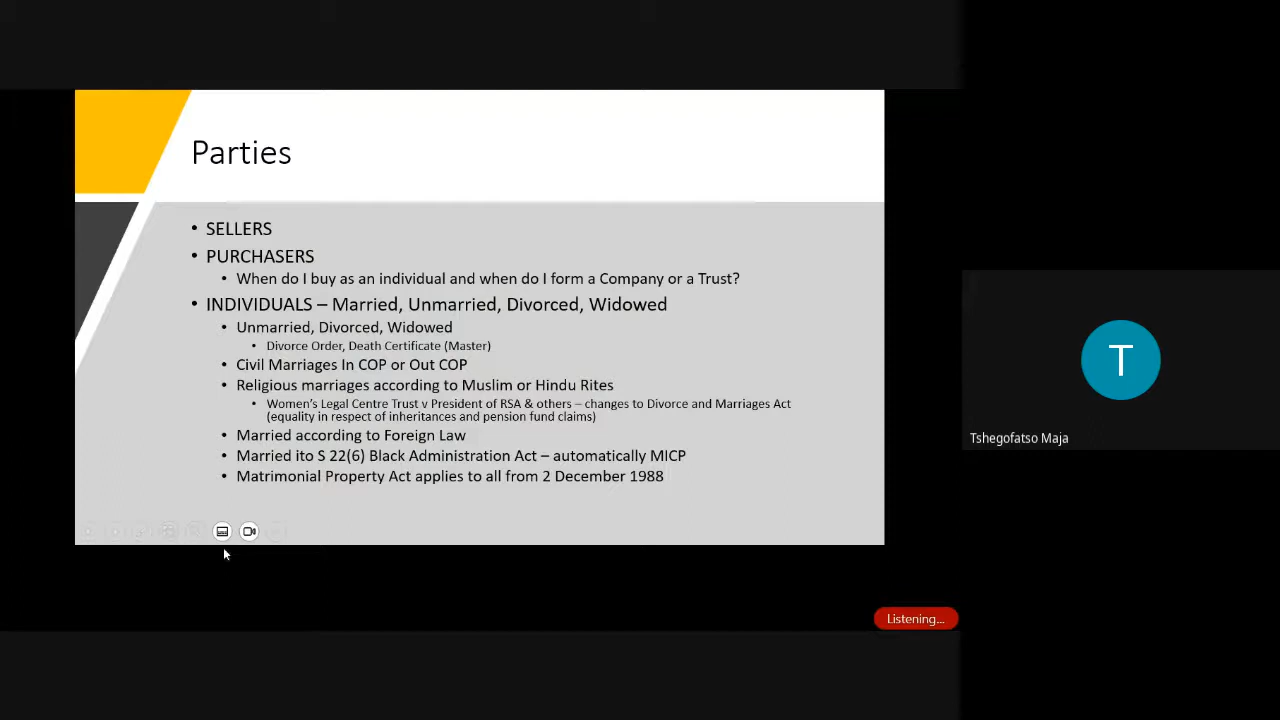 Parties
• SELLERS
• PURCHASERS
• When do I buy as an individual and when do I form a Company or a Trust?
• INDIVIDUALS – Married, Unmarried, Divorced, Widowed
• Unmarried, Divorced, Widowed
• Divorce Order, Death Certificate (Master)
• Civil Marriages In COP or Out COP
• Religious marriages according to Muslim or Hindu Rites
• Women's Legal Centre Trust v President of RSA & others – changes to Divorce and Marriages Act
(equality in respect of inheritances and pension fund claims)
• Married according to Foreign Law
• Married ito S 22(6) Black Administration Act – automatically MICP
• Matrimonial Property Act applies to all from 2 December 1988
T
Tshegofatso Maja
Listening...